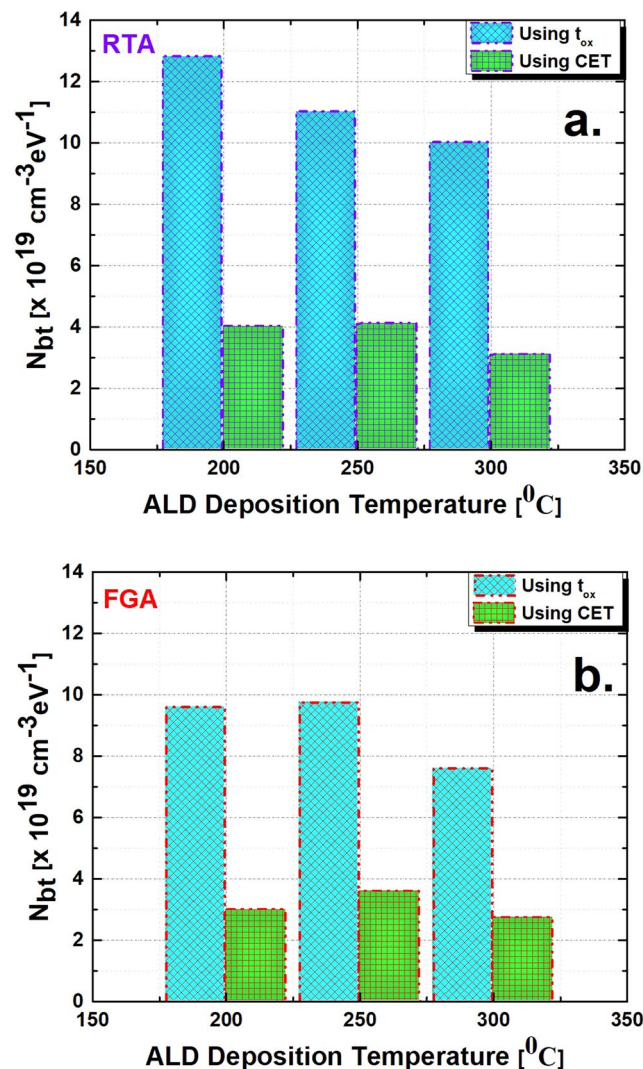 RTA
Using tox
Using CET
a.
14
12
10
8
6
4
2
0
Nbt [x 10^19 cm^-3eV^-1]
150 200 250 300 350
ALD Deposition Temperature [⁰C]
FGA
Using tox
Using CET
b.
14
12
10
8
6
4
2
0
Nbt [x 10^19 cm^-3eV^-1]
150 200 250 300 350
ALD Deposition Temperature [⁰C]